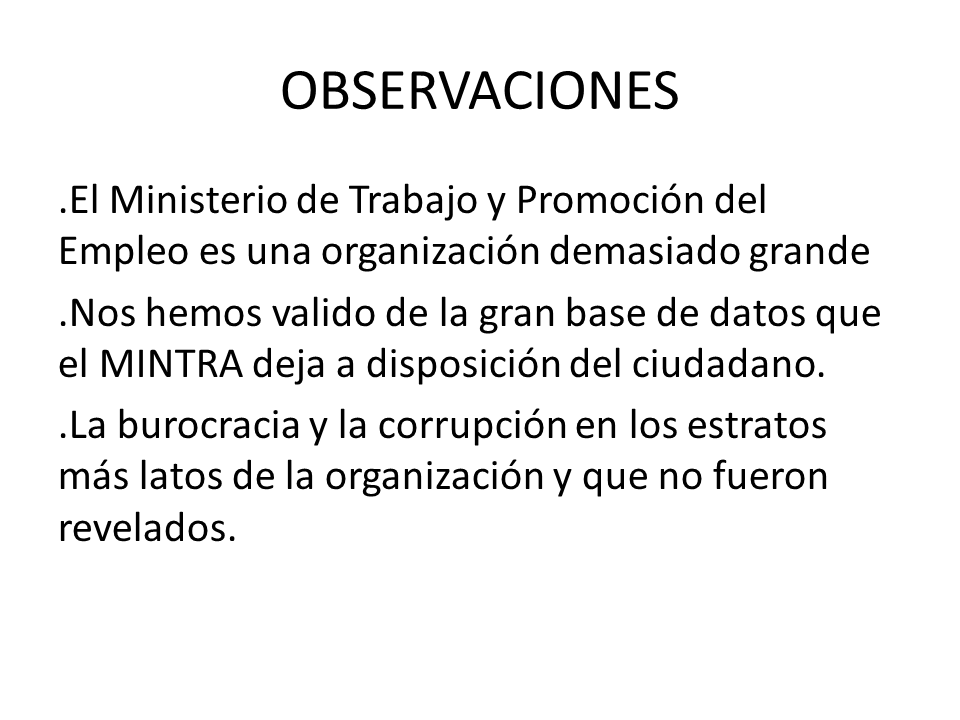 OBSERVACIONES
.El Ministerio de Trabajo y Promoción del
Empleo es una organización demasiado grande
.Nos hemos valido de la gran base de datos que
el MINTRA deja a disposición del ciudadano.
.La burocracia y la corrupción en los estratos
más latos de la organización y que no fueron
revelados.